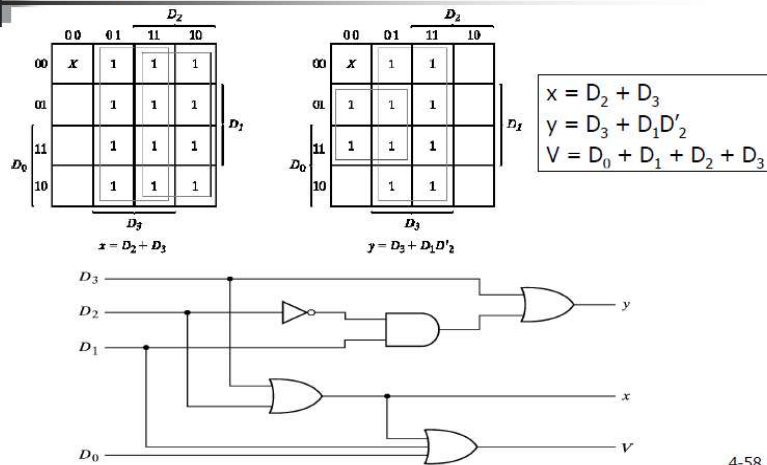 D2
00 01 11 10
00 X 1 1 1
01 1 1 1
D1
11 1 1 1
D0
10 1 1 1
D3
x = D2 + D3
D2
00 01 11 10
00 X 1 1
01 1 1 1
D1
11 1 1 1
D0
10 1 1
D3
y = D3 + D1D'2
x = D2 + D3
y = D3 + D1D'2
V = D0 + D1 + D2 + D3
D3
y
D2
D1
x
V
D0
4-58